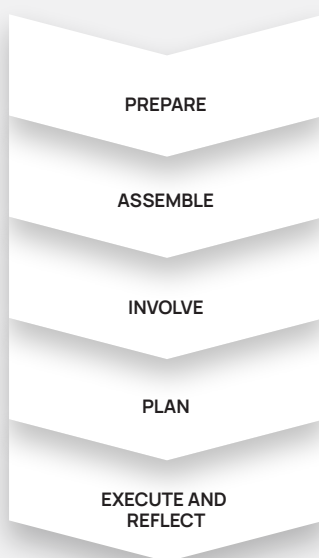 PREPARE
ASSEMBLE
INVOLVE
PLAN
EXECUTE AND
REFLECT